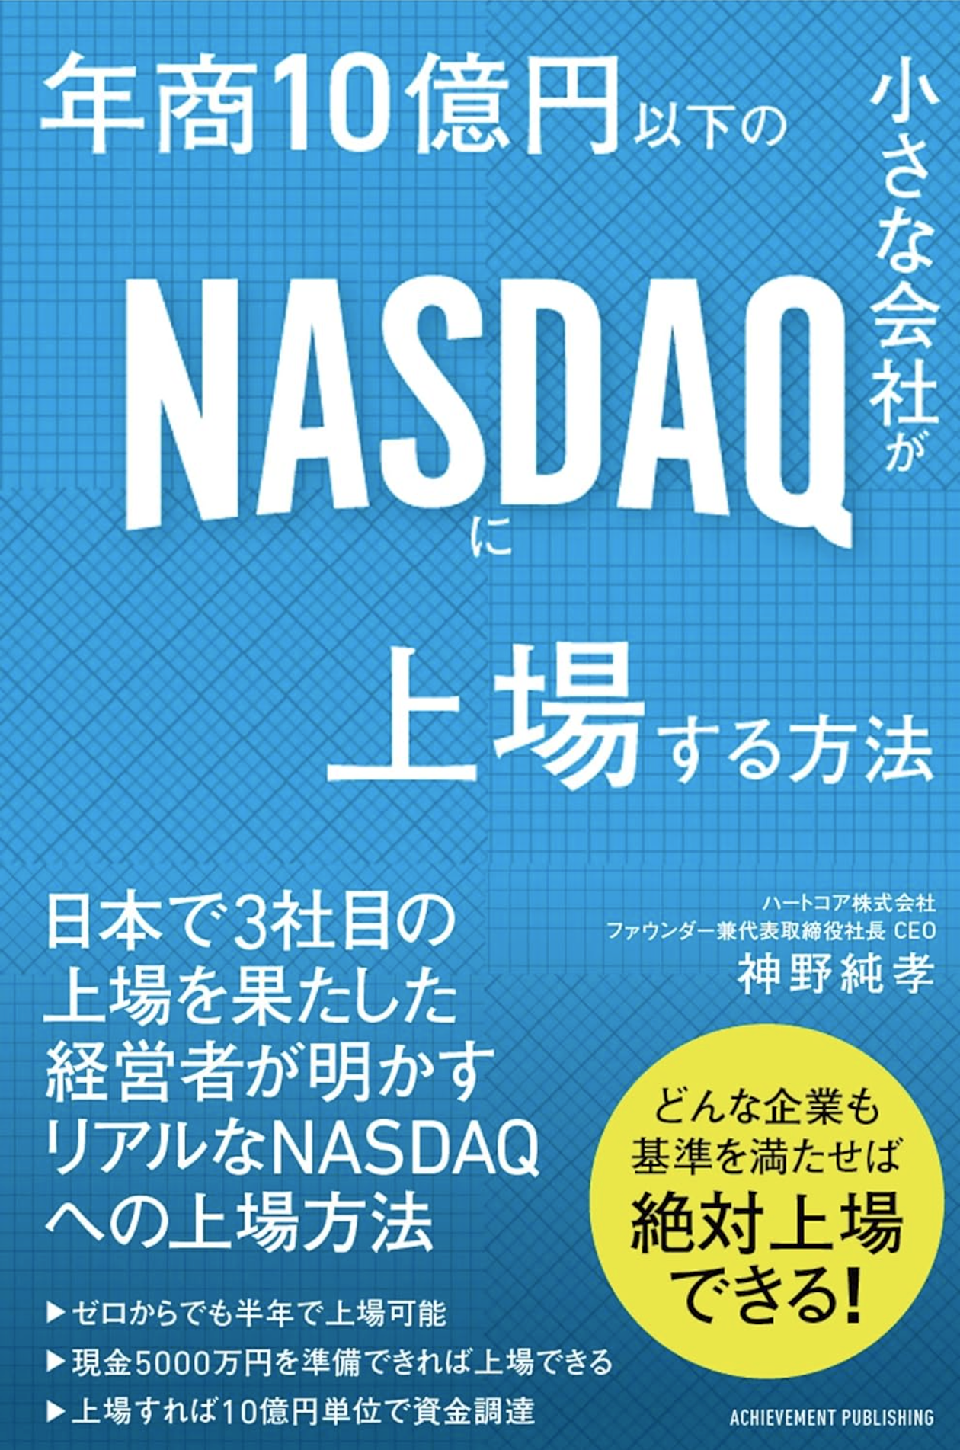 年商10億円以下の
小さな会社が
NASDAQ
に
上場する方法
日本で3社目の
上場を果たした
経営者が明かす
リアルなNASDAQ
への上場方法
▶ゼロからでも半年で上場可能
▶現金5000万円を準備できれば上場できる
▶上場すれば10億円単位で資金調達
ハートコア株式会社
ファウンダー兼代表取締役社長 CEO
神野純孝
どんな企業も
基準を満たせば
絶対上場
できる!
ACHIEVEMENT PUBLISHING